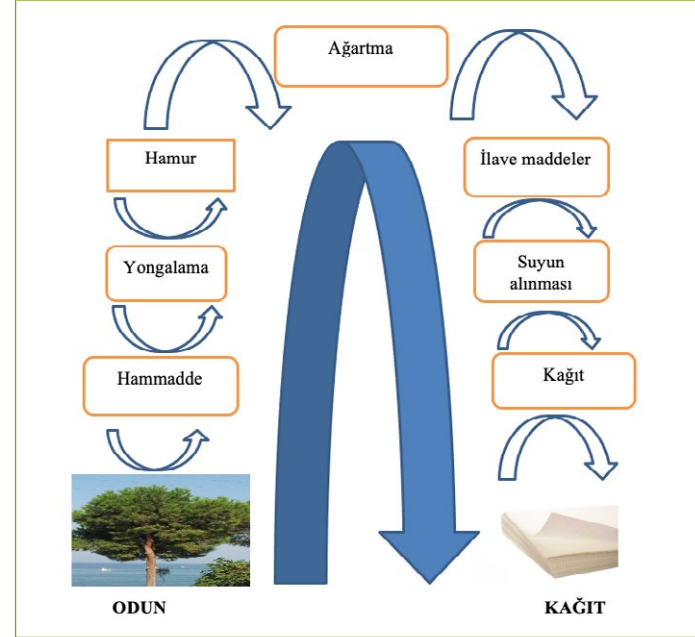 Ağartma
Hamur
İlave maddeler
Yongalama
Suyun
alınması
Hammadde
Kağıt
ODUN
KAĞIT